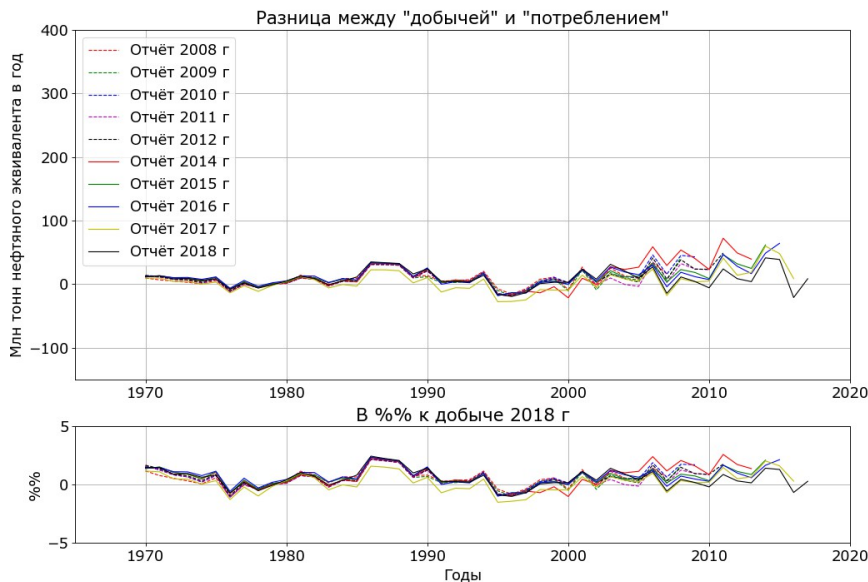 Разница между "добычей" и "потреблением"
Млн тонн нефтяного эквивалента в год
400
300
200
100
0
−100
Отчёт 2008 г
Отчёт 2009 г
Отчёт 2010 г
Отчёт 2011 г
Отчёт 2012 г
Отчёт 2014 г
Отчёт 2015 г
Отчёт 2016 г
Отчёт 2017 г
Отчёт 2018 г
1970 1980 1990 2000 2010 2020
В %% к добыче 2018 г
%%
5
0
−5
1970 1980 1990 2000 2010 2020
Годы